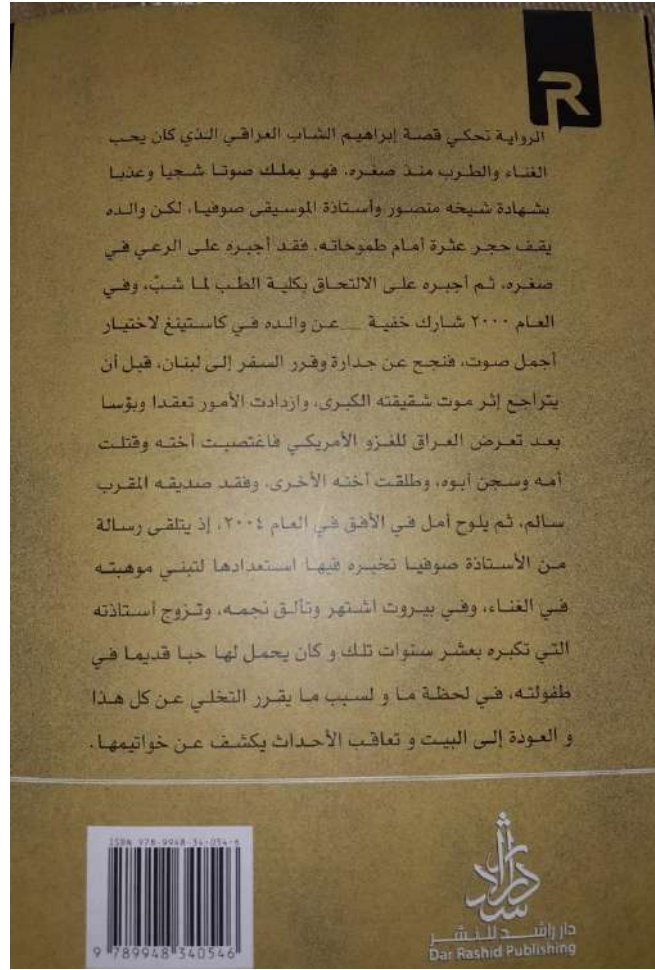 R
الرواية تحكي قصة إبراهيم الشاب العراقي الذي كان يحب
الغناء والطرب منذ صغره، فهو يملك صوتا شجيا وعذبا
بشهادة شيخه منصور وأستاذة الموسيقى صوفيا، لكن والده
يقف حجر عثرة أمام طموحاته، فقد أجبره على الرعي في
صغره، ثم أجبره على الالتحاق بكلية الطب لما شبّ، وفي
العام ٢٠٠٠ شارك خفية __ عن والده في كاستينغ لاختيار
أجمل صوت، فنجح عن جدارة وقرر السفر إلى لبنان، قبل أن
يتراجع إثر موت شقيقته الكبرى، وازدادت الأمور تعقدا وبؤسا
بعد تعرض العراق للغزو الأمريكي فاغتصبت أخته وقتلت
أمه وسجن أبوه، وطلقت أخته الأخرى، وفقد صديقه المقرب
سالم، ثم يلوح أمل في الأفق في العام ٢٠٠٤، إذ يتلقى رسالة
من الأستاذة صوفيا تخبره فيها استعدادها لتبني موهبته
في الغناء، وفي بيروت اشتهر وتألق نجمه، وتزوج أستاذته
التي تكبره بعشر سنوات تلك و كان يحمل لها حبا قديما في
طفولته، في لحظة ما و لسبب ما يقرر التخلي عن كل هذا
و العودة إلى البيت و تعاقب الأحداث يكشف عن خواتيمها.
ISBN 978-9948-34-054-6
9 789948 340546
دار راشد للنشر
Dar Rashid Publishing